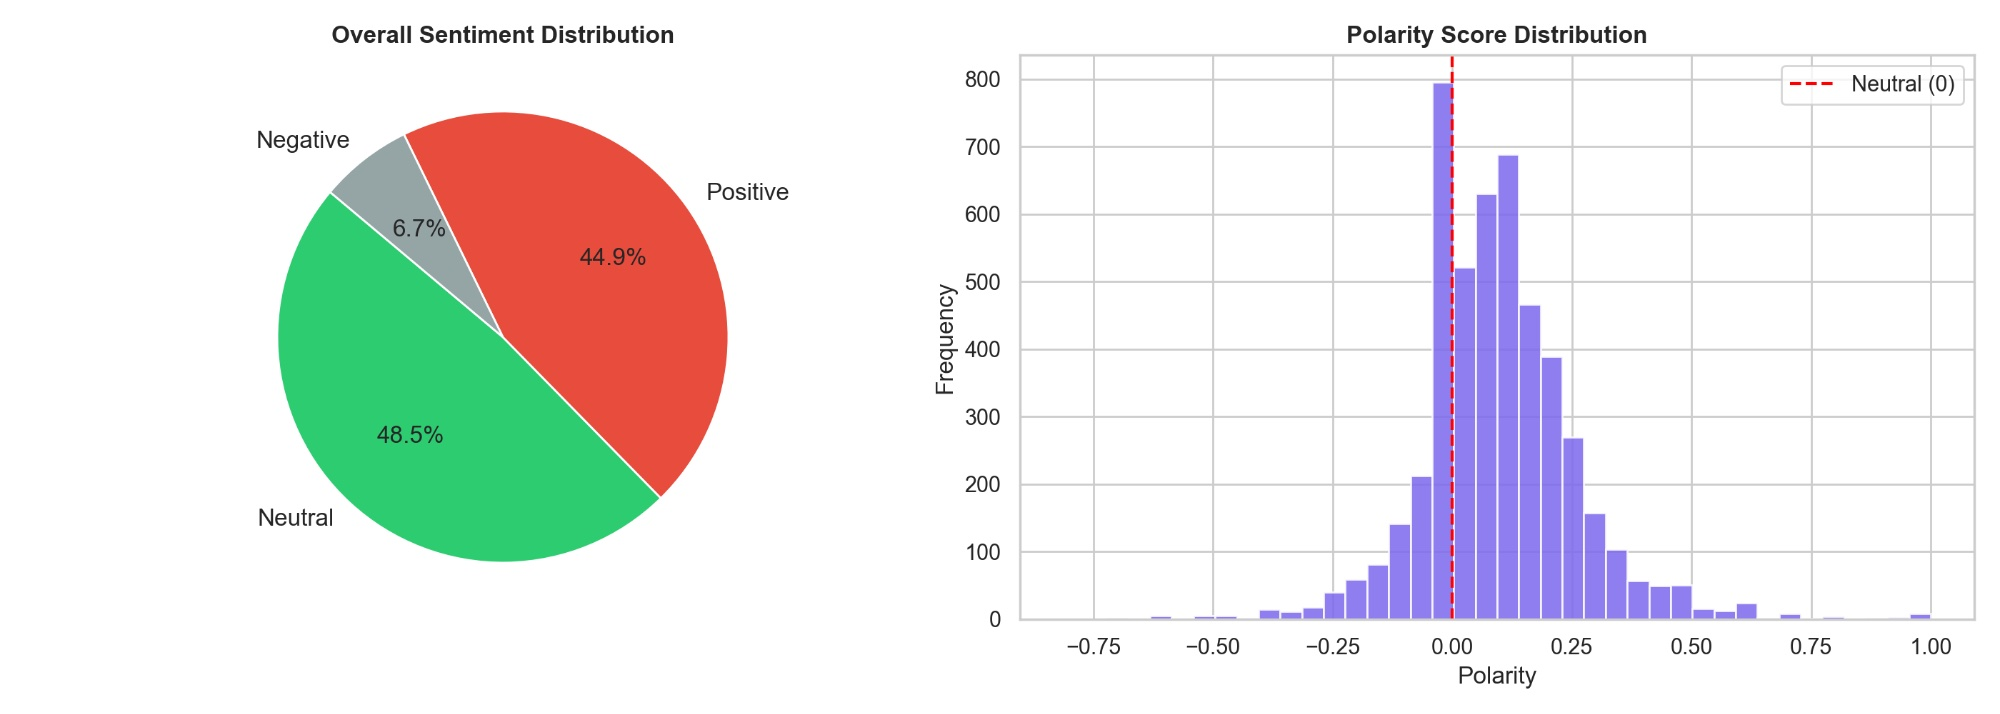 Overall Sentiment Distribution
Negative
6.7%
Positive
44.9%
48.5%
Neutral
Polarity Score Distribution
Neutral (0)
Frequency
800
700
600
500
400
300
200
100
0
−0.75 −0.50 −0.25 0.00 0.25 0.50 0.75 1.00
Polarity